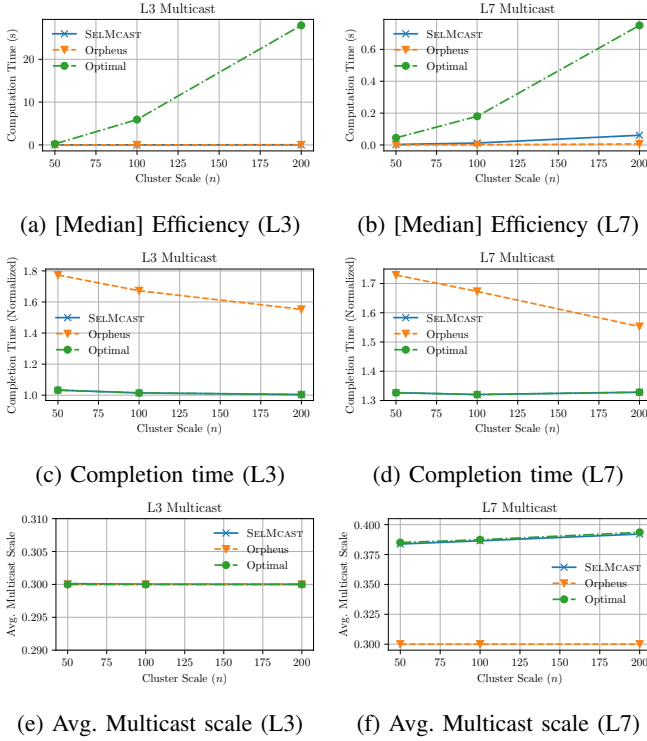 L3 Multicast
Computation Time (s)
20
10
0
SELMCAST
Orpheus
Optimal
50 75 100 125 150 175 200
Cluster Scale (n)
(a) [Median] Efficiency (L3)
L7 Multicast
Computation Time (s)
0.6
0.4
0.2
0.0
SELMCAST
Orpheus
Optimal
50 75 100 125 150 175 200
Cluster Scale (n)
(b) [Median] Efficiency (L7)
L3 Multicast
Completion Time (Normalized)
1.8
1.6
1.4
1.2
1.0
SELMCAST
Orpheus
Optimal
50 75 100 125 150 175 200
Cluster Scale (n)
(c) Completion time (L3)
L7 Multicast
Completion Time (Normalized)
1.7
1.6
1.5
1.4
1.3
SELMCAST
Orpheus
Optimal
50 75 100 125 150 175 200
Cluster Scale (n)
(d) Completion time (L7)
L3 Multicast
Avg. Multicast Scale
0.310
0.305
0.300
0.295
0.290
SELMCAST
Orpheus
Optimal
50 75 100 125 150 175 200
Cluster Scale (n)
(e) Avg. Multicast scale (L3)
L7 Multicast
Avg. Multicast Scale
0.400
0.375
0.350
0.325
0.300
SELMCAST
Orpheus
Optimal
50 75 100 125 150 175 200
Cluster Scale (n)
(f) Avg. Multicast scale (L7)